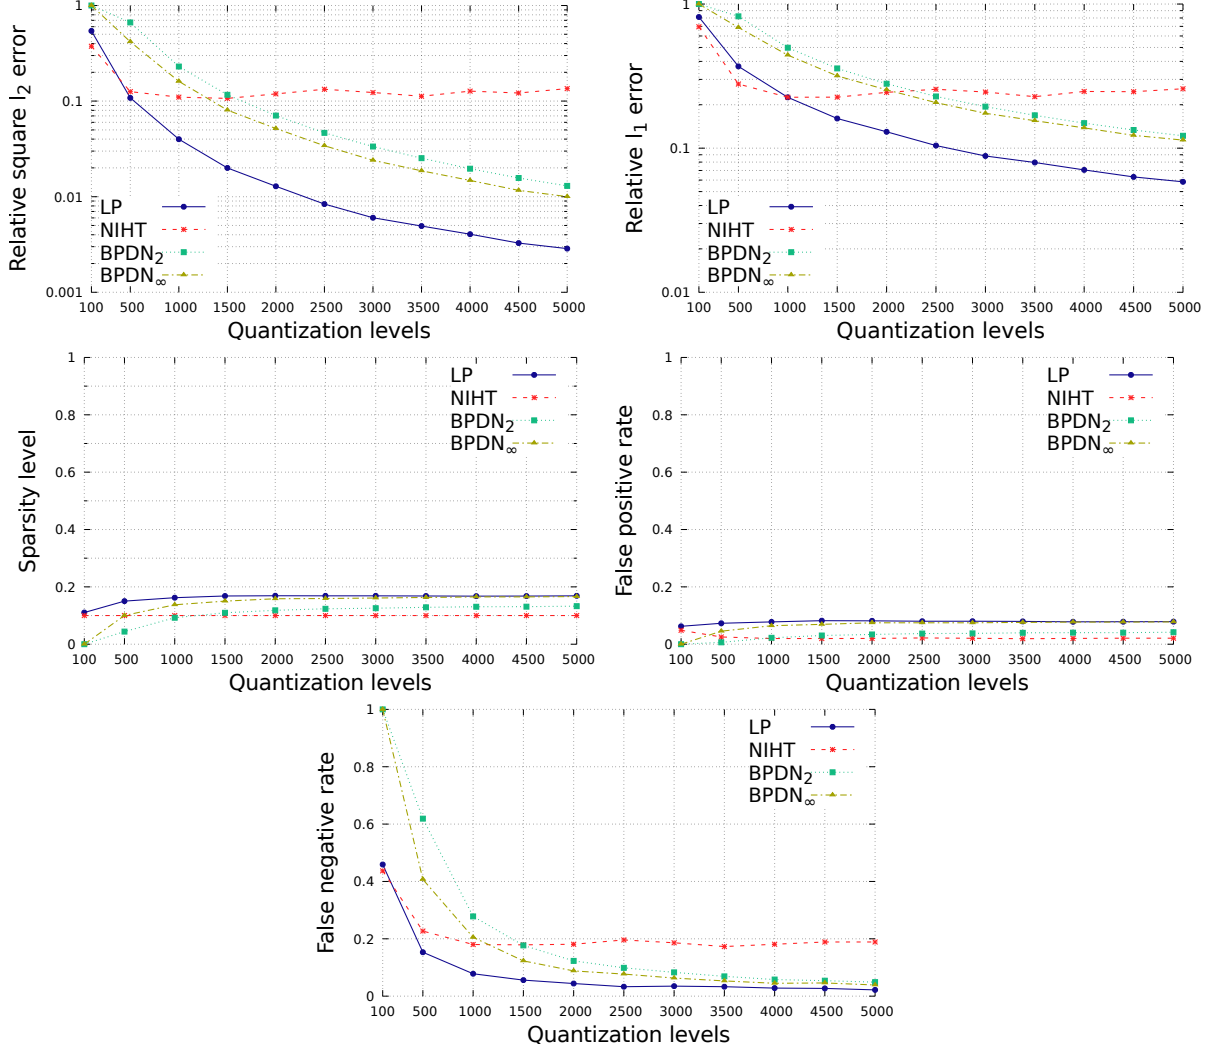 Relative square l2 error
1
0.1
0.01
0.001
LP
NIHT
BPDN2
BPDN∞
100 500 1000 1500 2000 2500 3000 3500 4000 4500 5000
Quantization levels
Relative l1 error
1
0.1
0.01
LP
NIHT
BPDN2
BPDN∞
100 500 1000 1500 2000 2500 3000 3500 4000 4500 5000
Quantization levels
Sparsity level
1
0.8
0.6
0.4
0.2
0
LP
NIHT
BPDN2
BPDN∞
100 500 1000 1500 2000 2500 3000 3500 4000 4500 5000
Quantization levels
False positive rate
1
0.8
0.6
0.4
0.2
0
LP
NIHT
BPDN2
BPDN∞
100 500 1000 1500 2000 2500 3000 3500 4000 4500 5000
Quantization levels
False negative rate
1
0.8
0.6
0.4
0.2
0
LP
NIHT
BPDN2
BPDN∞
100 500 1000 1500 2000 2500 3000 3500 4000 4500 5000
Quantization levels